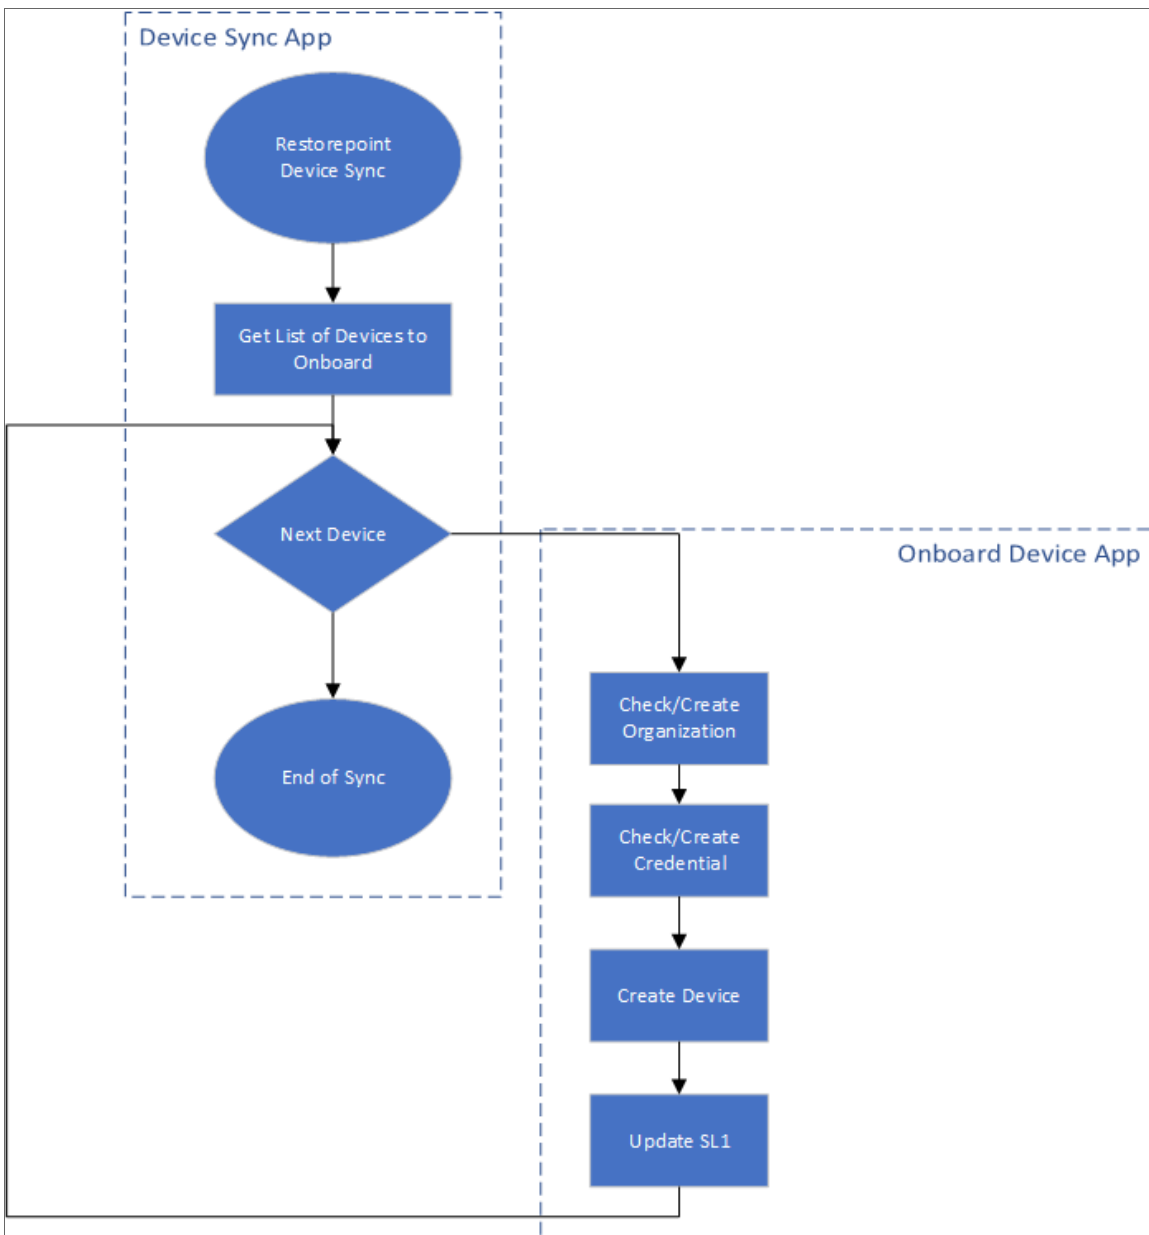 Device Sync App
Restorepoint
Device Sync
Get List of Devices to
Onboard
Next Device
End of Sync
Onboard Device App
Check/Create
Organization
Check/Create
Credential
Create Device
Update SL1